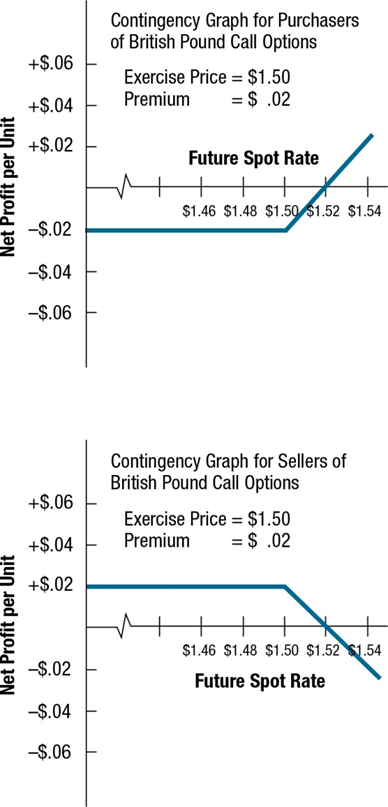 Contingency Graph for Purchasers
of British Pound Call Options
Exercise Price = $1.50
Premium = $ .02
+$.06
+$.04
+$.02
–$.02
–$.04
–$.06
Net Profit per Unit
Future Spot Rate
$1.46 $1.48 $1.50 $1.52 $1.54
Contingency Graph for Sellers of
British Pound Call Options
Exercise Price = $1.50
Premium = $ .02
+$.06
+$.04
+$.02
–$.02
–$.04
–$.06
Net Profit per Unit
$1.46 $1.48 $1.50 $1.52 $1.54
Future Spot Rate